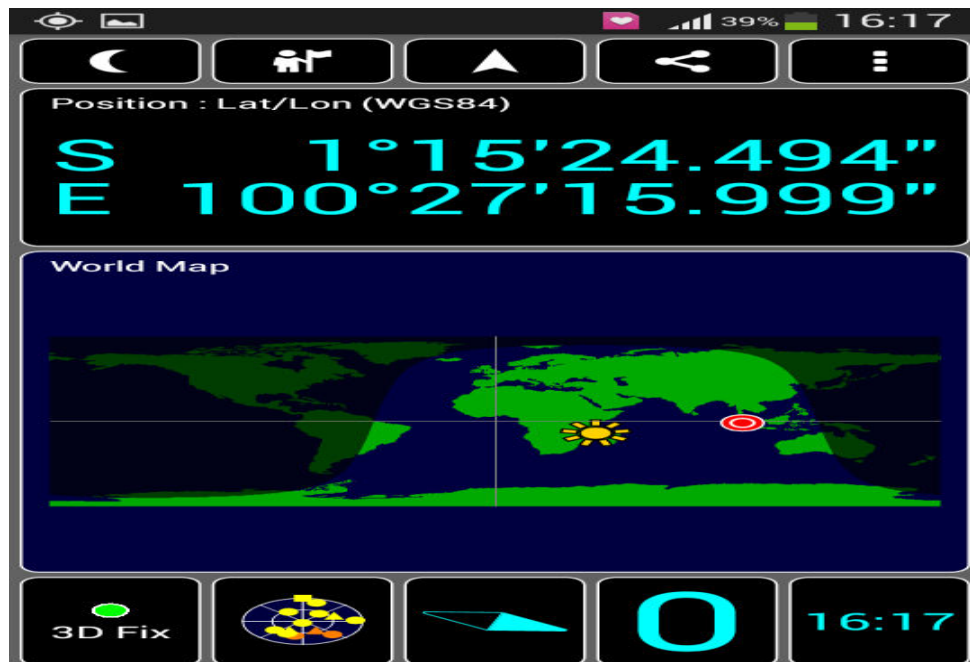 39% 16:17
Position : Lat/Lon (WGS84)
S 1°15'24.494"
E 100°27'15.999"
World Map
3D Fix
0
16:17